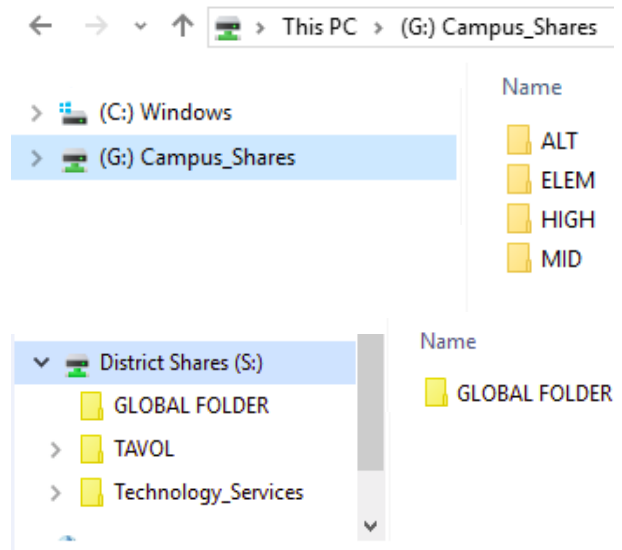 This PC > (G:) Campus_Shares
(C:) Windows
(G:) Campus_Shares
Name
ALT
ELEM
HIGH
MID
District Shares (S:)
GLOBAL FOLDER
TAVOL
Technology_Services
Name
GLOBAL FOLDER